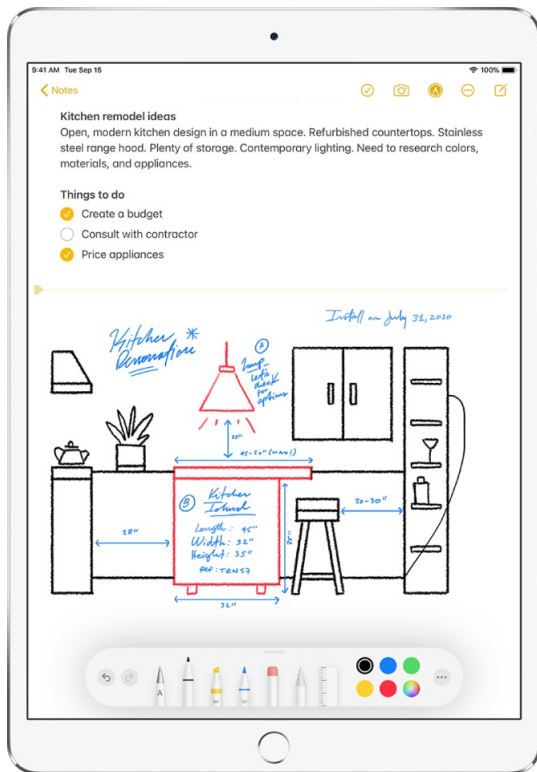 9:41 AM Tue Sep 15
100%
Notes
Kitchen remodel ideas
Open, modern kitchen design in a medium space. Refurbished countertops. Stainless
steel range hood. Plenty of storage. Contemporary lighting. Need to research colors,
materials, and appliances.
Things to do
Create a budget
Consult with contractor
Price appliances
Install on July 31, 2020
Kitchen *
Renovation
A
Lamp -
let's
check
for
options
45-52" (max!)
B
Kitchen
Island
Length: 45"
Width: 32"
Height: 35"
28"
20-30"
32"
A